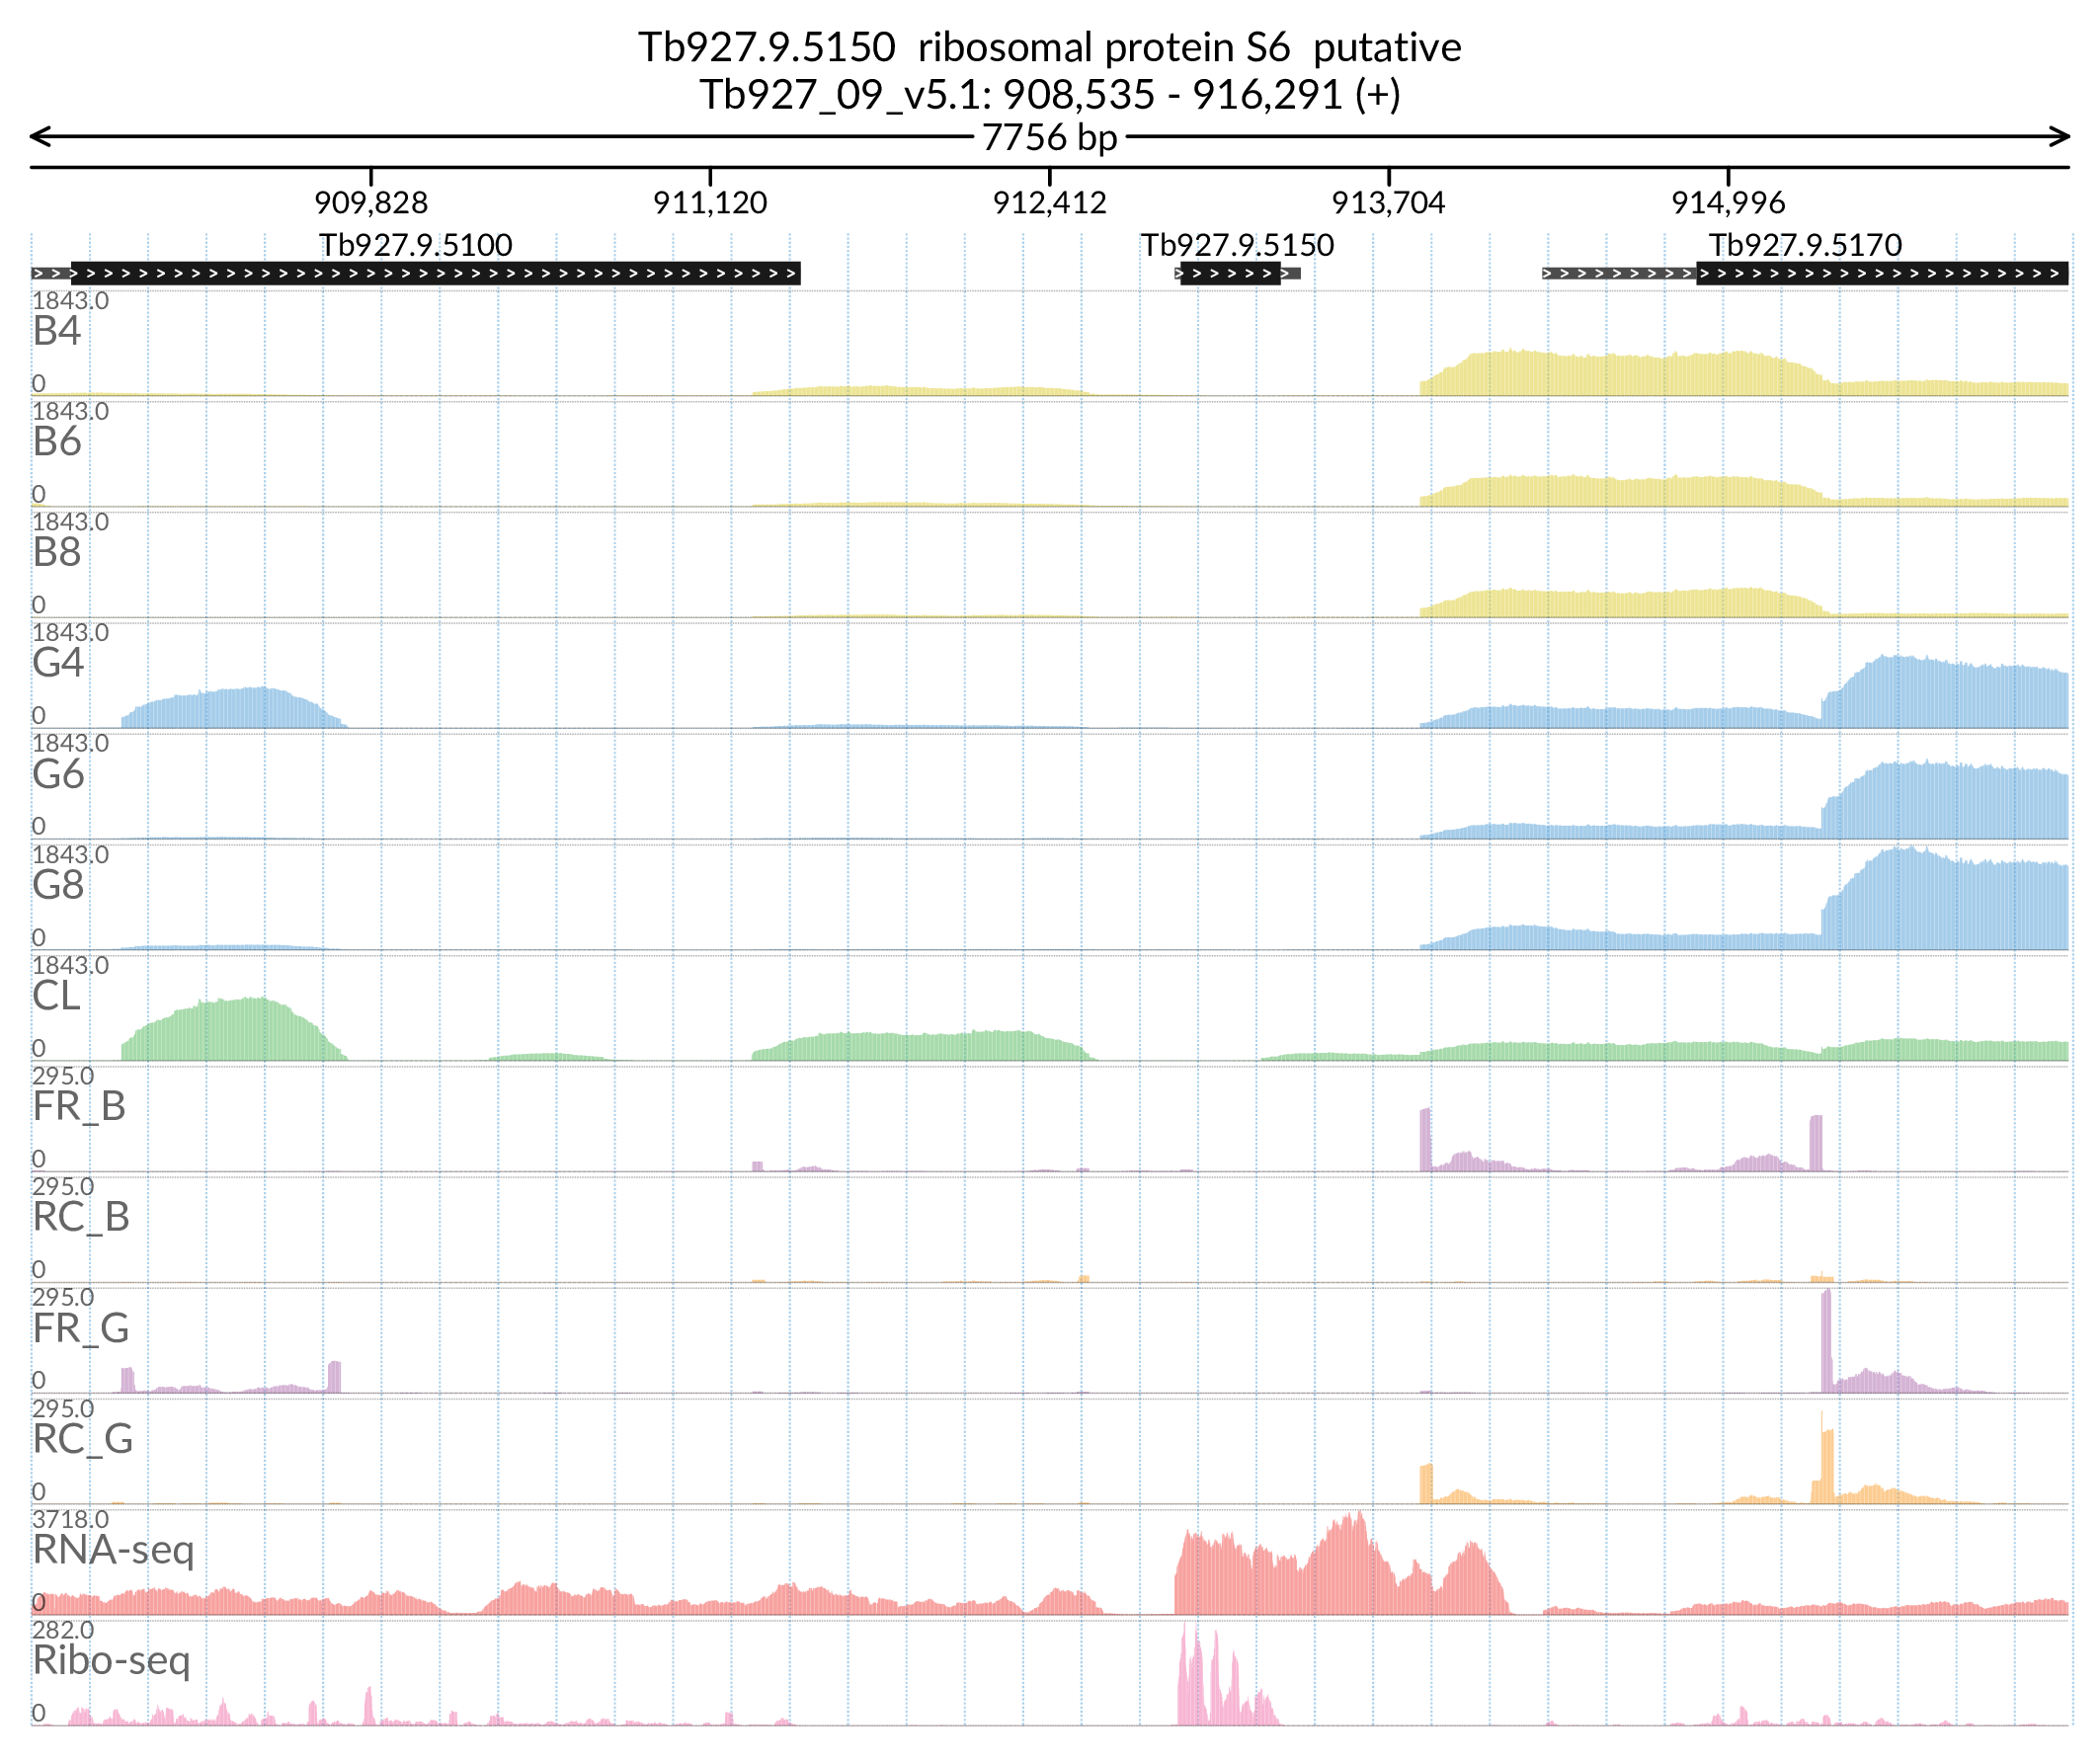 Tb927.9.5150 ribosomal protein S6 putative
Tb927_09_v5.1: 908,535 - 916,291 (+)
7756 bp
909,828 911,120 912,412 913,704 914,996
Tb927.9.5100 Tb927.9.5150 Tb927.9.5170
1843.0
B4
0
1843.0
B6
0
1843.0
B8
0
1843.0
G4
0
1843.0
G6
0
1843.0
G8
0
1843.0
CL
0
295.0
FR_B
0
295.0
RC_B
0
295.0
FR_G
0
295.0
RC_G
0
3718.0
RNA-seq
0
282.0
Ribo-seq
0